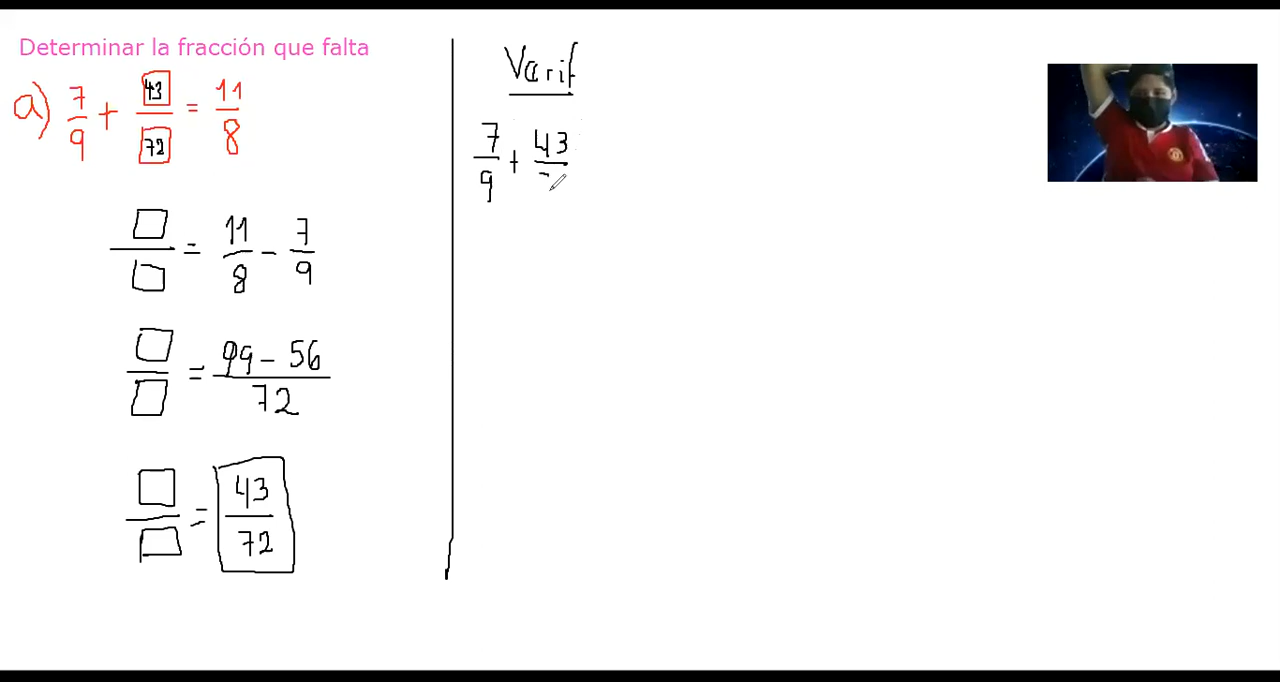 Determinar la fracción que falta
a) 7/9 + 43/72 = 11/8
□/□ = 11/8 - 7/9
□/□ = 99 - 56/72
□/□ = 43/72
Varif
7/9 + 43/